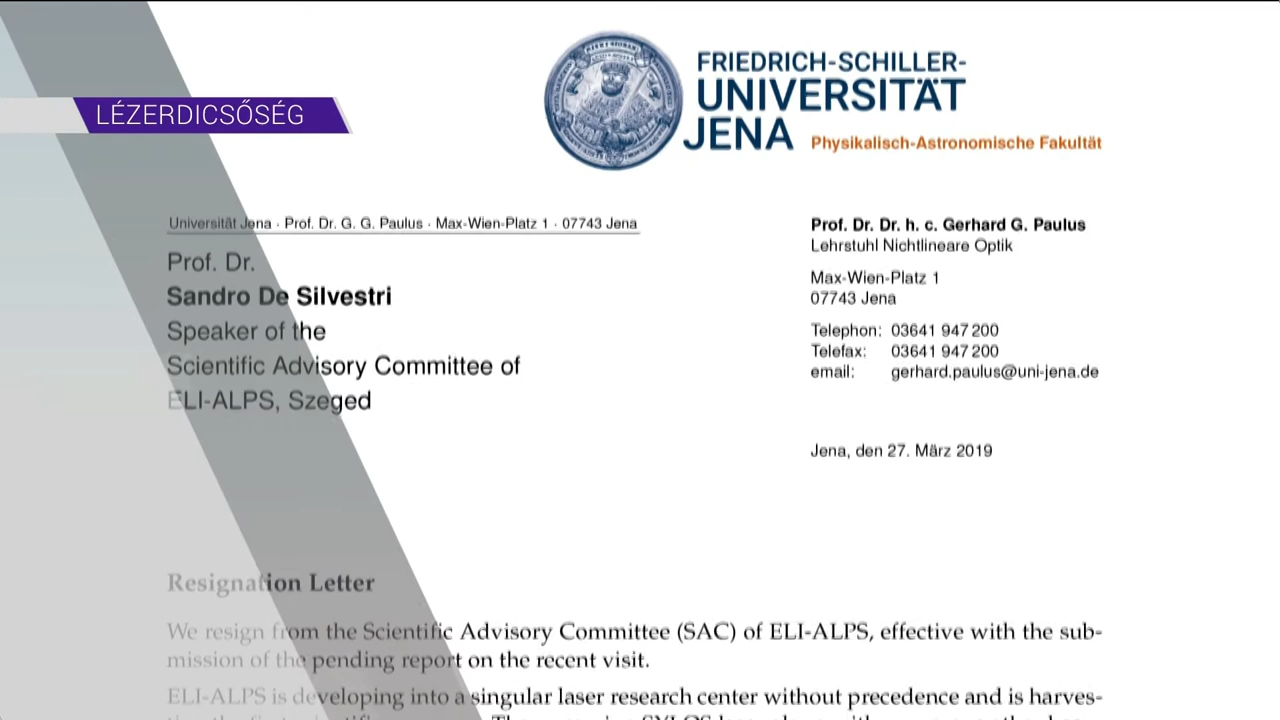 FRIEDRICH-SCHILLER-
UNIVERSITÄT
JENA Physikalisch-Astronomische Fakultät
LÉZERDICSŐSÉG
Universität Jena · Prof. Dr. G. G. Paulus · Max-Wien-Platz 1 · 07743 Jena
Prof. Dr.
Sandro De Silvestri
Speaker of the
Scientific Advisory Committee of
ELI-ALPS, Szeged
Prof. Dr. Dr. h. c. Gerhard G. Paulus
Lehrstuhl Nichtlineare Optik
Max-Wien-Platz 1
07743 Jena
Telephon: 03641 947 200
Telefax: 03641 947 200
email: gerhard.paulus@uni-jena.de
Jena, den 27. März 2019
Resignation Letter
We resign from the Scientific Advisory Committee (SAC) of ELI-ALPS, effective with the sub-
mission of the pending report on the recent visit.
ELI-ALPS is developing into a singular laser research center without precedence and is harves-